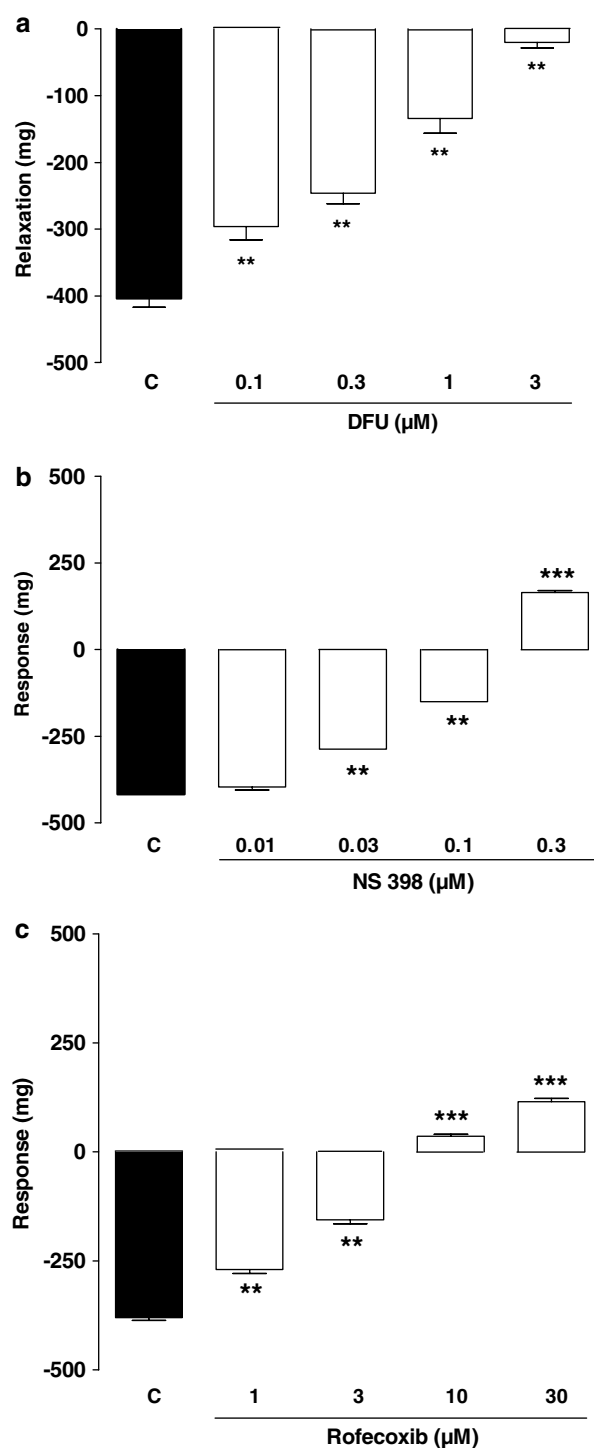 a
Relaxation (mg)
0
-100
-200
-300
-400
-500
**
**
**
**
C 0.1 0.3 1 3
DFU (µM)
b
Response (mg)
500
250
0
-250
-500
***
**
**
C 0.01 0.03 0.1 0.3
NS 398 (µM)
c
Response (mg)
500
250
0
-250
-500
***
***
**
**
C 1 3 10 30
Rofecoxib (µM)